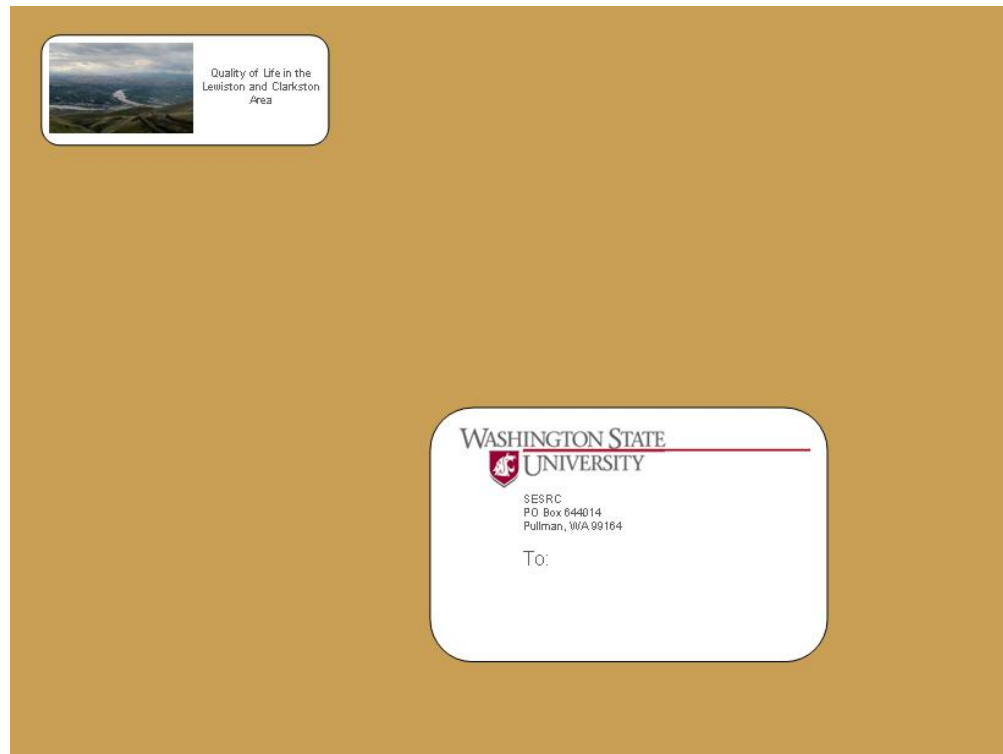 Quality of Life in the
Lewiston and Clarkston
Area
WASHINGTON STATE
UNIVERSITY
SESRC
PO Box 644014
Pullman, WA 99164
To: